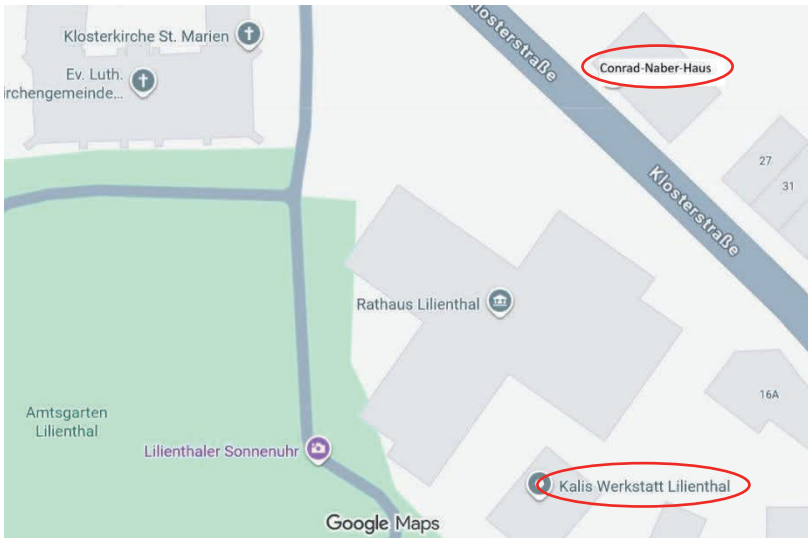 Klosterkirche St. Marien
Ev. Luth.
irchengemeinde...
Klosterstraße
Conrad-Naber-Haus
27
31
Klosterstraße
Rathaus Lilienthal
16A
Amtsgarten
Lilienthal
Lilienthaler Sonnenuhr
Kalis Werkstatt Lilienthal
Google Maps